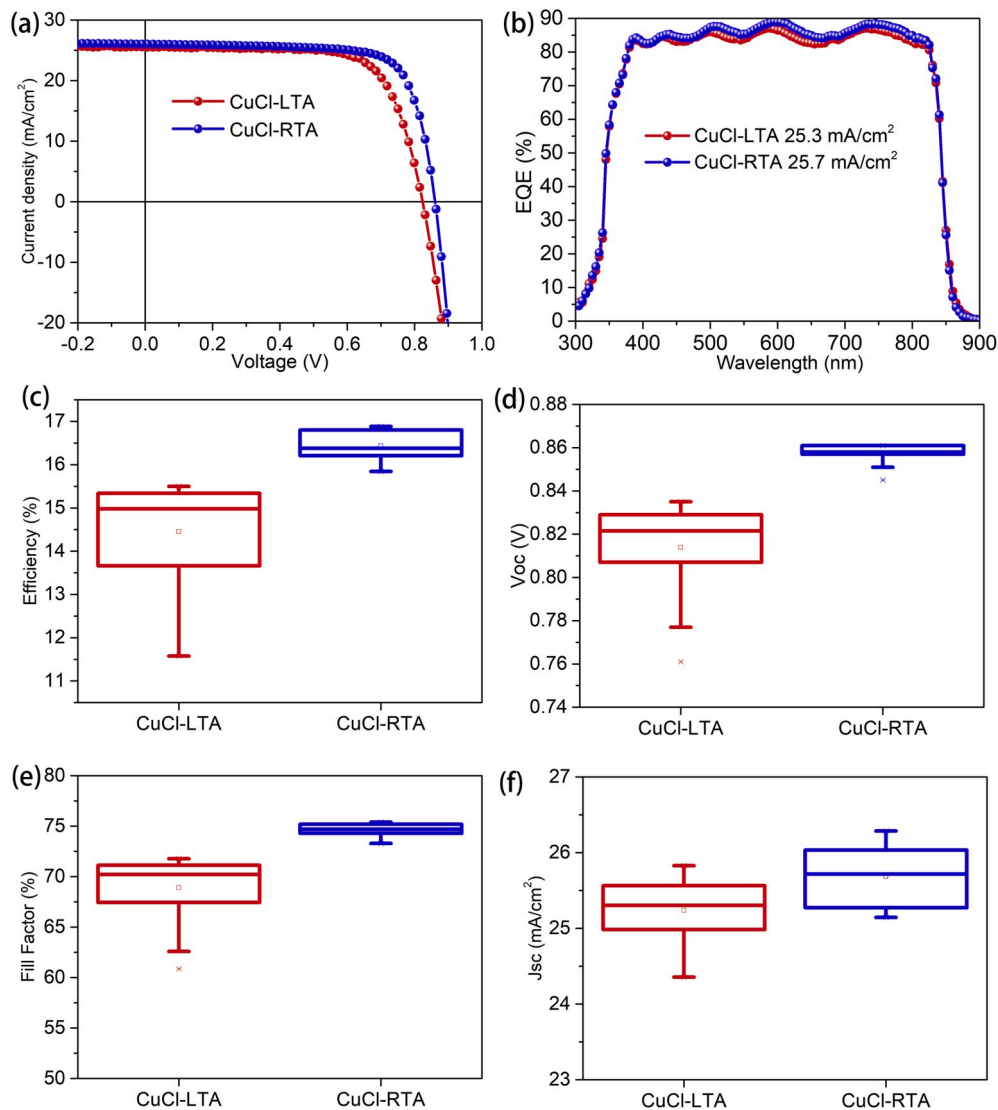 (a)
30
20
10
0
-10
-20
Current density (mA/cm²)
CuCl-LTA
CuCl-RTA
-0.2 0.0 0.2 0.4 0.6 0.8 1.0
Voltage (V)
(b)
90
80
70
60
50
40
30
20
10
0
EQE (%)
CuCl-LTA 25.3 mA/cm²
CuCl-RTA 25.7 mA/cm²
300 400 500 600 700 800 900
Wavelength (nm)
(c)
17
16
15
14
13
12
11
Efficiency (%)
CuCl-LTA CuCl-RTA
(d)
0.88
0.86
0.84
0.82
0.80
0.78
0.76
0.74
Voc (V)
CuCl-LTA CuCl-RTA
(e)
80
75
70
65
60
55
50
Fill Factor (%)
CuCl-LTA CuCl-RTA
(f)
27
26
25
24
23
Jsc (mA/cm²)
CuCl-LTA CuCl-RTA